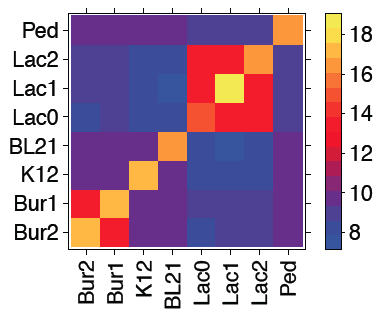 Ped
Lac2
Lac1
Lac0
BL21
K12
Bur1
Bur2
Bur2
Bur1
K12
BL21
Lac0
Lac1
Lac2
Ped
18
16
14
12
10
8